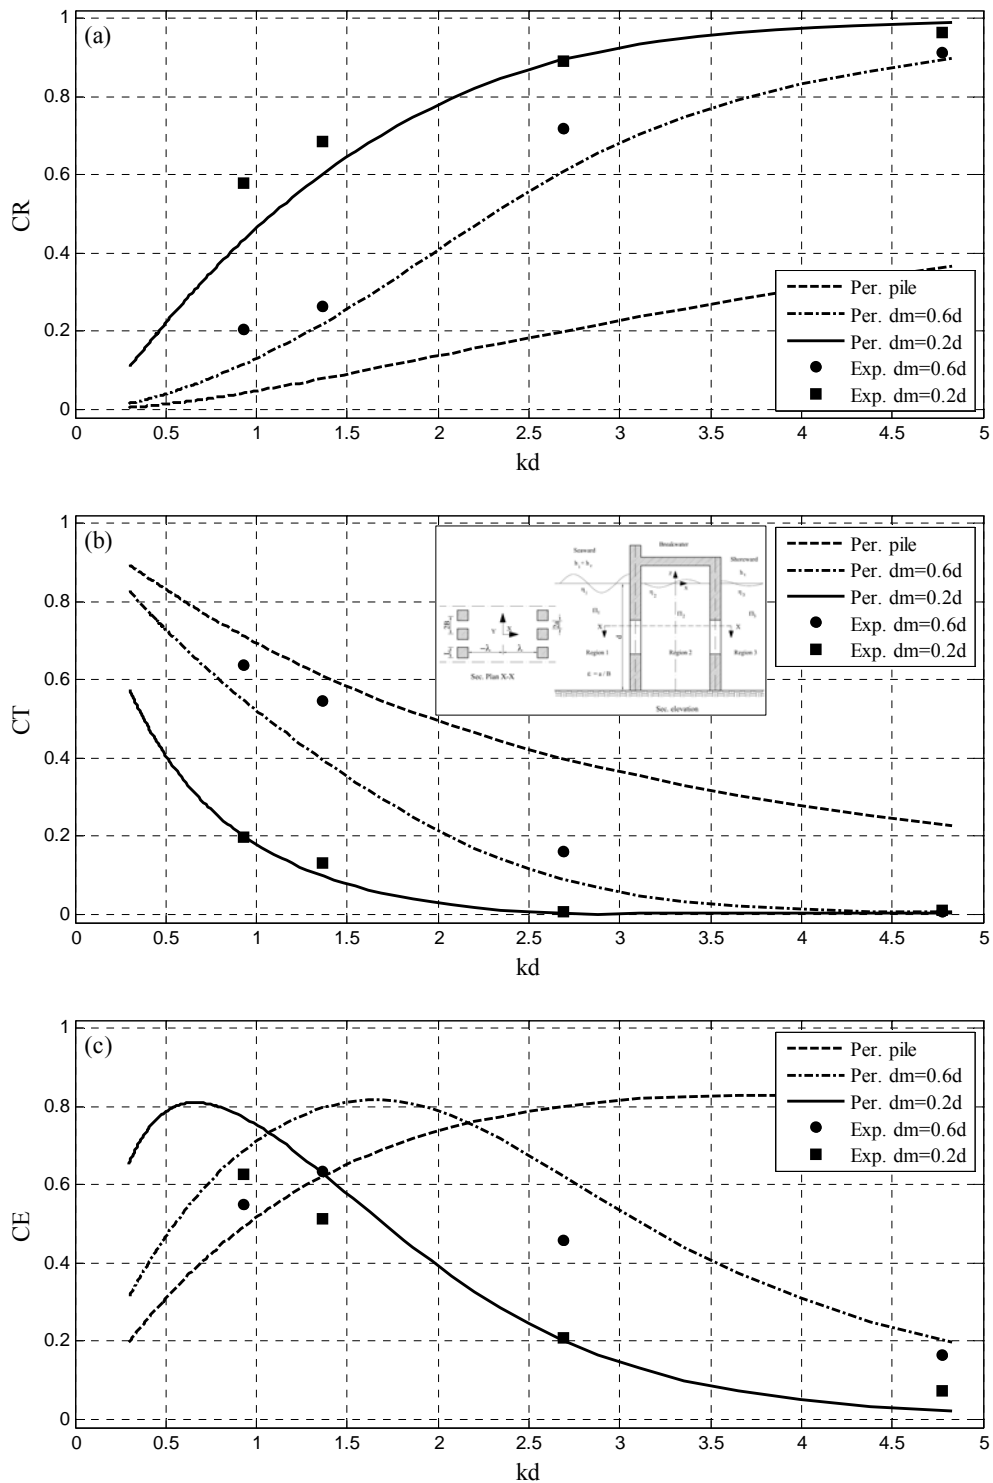 (a)
1
0.8
0.6
0.4
0.2
0
CR
0 0.5 1 1.5 2 2.5 3 3.5 4 4.5 5
kd
Per. pile
Per. dm=0.6d
Per. dm=0.2d
Exp. dm=0.6d
Exp. dm=0.2d
(b)
1
0.8
0.6
0.4
0.2
0
CT
0 0.5 1 1.5 2 2.5 3 3.5 4 4.5 5
kd
Seaward
Breakwater
Shoreward
Region 1
Region 2
Region 3
Sec. Plan X-X
Sec. elevation
Per. pile
Per. dm=0.6d
Per. dm=0.2d
Exp. dm=0.6d
Exp. dm=0.2d
(c)
1
0.8
0.6
0.4
0.2
0
CE
0 0.5 1 1.5 2 2.5 3 3.5 4 4.5 5
kd
Per. pile
Per. dm=0.6d
Per. dm=0.2d
Exp. dm=0.6d
Exp. dm=0.2d